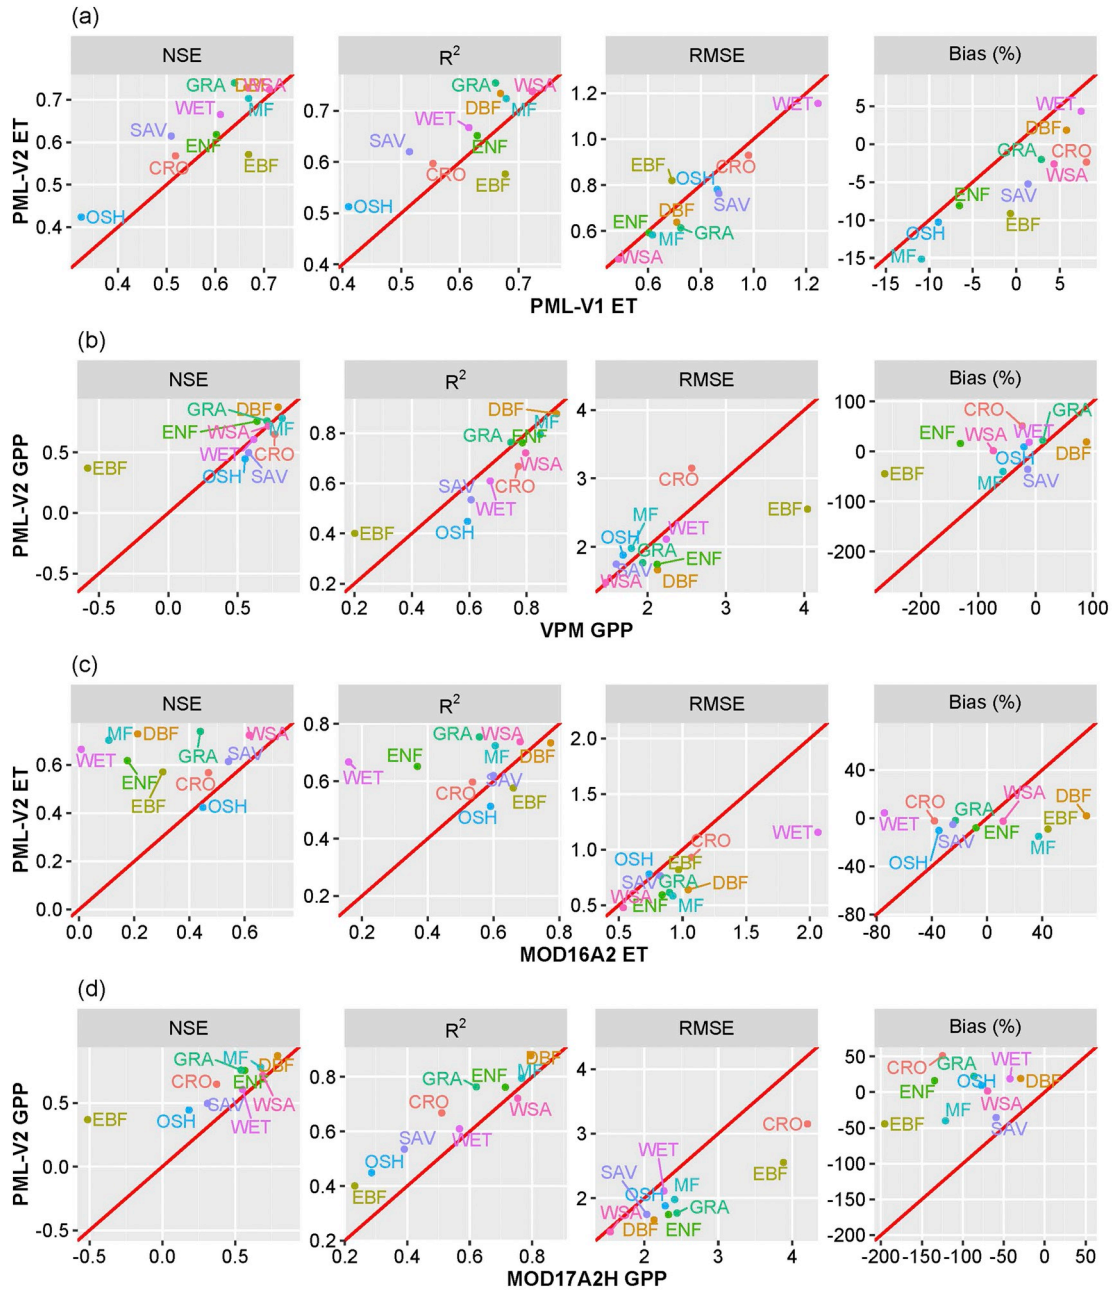 (a)
NSE
R²
RMSE
Bias (%)
PML-V2 ET
0.7
0.6
0.5
0.4
GRA
DBF
WSA
WET
MF
SAV
ENF
CRO
EBF
OSH
0.4
0.5
0.6
0.7
0.7
0.6
0.5
0.4
GRA
WSA
DBF
MF
WET
SAV
ENF
CRO
EBF
OSH
0.4
0.5
0.6
0.7
1.2
1.0
0.8
0.6
WET
CRO
EBF
OSH
SAV
DBF
ENF
MF
GRA
WSA
0.6
0.8
1.0
1.2
5
0
-5
-10
-15
WET
DBF
GRA
CRO
WSA
ENF
SAV
EBF
OSH
MF
-15
-10
-5
0
5
PML-V1 ET
(b)
NSE
R²
RMSE
Bias (%)
PML-V2 GPP
0.5
0.0
-0.5
GRA
DBF
ENF
WSA
MF
WET
CRO
OSH
SAV
EBF
-0.5
0.0
0.5
0.8
0.6
0.4
0.2
DBF
MF
GRA
ENF
WSA
CRO
SAV
WET
OSH
EBF
0.2
0.4
0.6
0.8
4
3
2
CRO
EBF
MF
WET
OSH
GRA
ENF
SAV
DBF
WSA
2
3
4
100
0
-100
-200
CRO
GRA
ENF
WSA
WET
OSH
DBF
EBF
MF
SAV
-200
-100
0
100
VPM GPP
(c)
NSE
R²
RMSE
Bias (%)
PML-V2 ET
0.6
0.4
0.2
0.0
MF
DBF
WSA
WET
GRA
SAV
ENF
CRO
EBF
OSH
0.0
0.2
0.4
0.6
0.8
0.6
0.4
0.2
GRA
WSA
WET
ENF
MF
DBF
SAV
CRO
EBF
OSH
0.2
0.4
0.6
0.8
2.0
1.5
1.0
0.5
WET
CRO
OSH
EBF
SAV
GRA
DBF
WSA
ENF
MF
0.5
1.0
1.5
2.0
40
0
-40
-80
CRO
GRA
WSA
DBF
WET
ENF
EBF
SAV
MF
OSH
-80
-40
0
40
MOD16A2 ET
(d)
NSE
R²
RMSE
Bias (%)
PML-V2 GPP
0.5
0.0
-0.5
GRA
MF
DBF
CRO
ENF
WSA
SAV
OSH
WET
EBF
-0.5
0.0
0.5
0.8
0.6
0.4
0.2
DBF
MF
GRA
ENF
WSA
CRO
SAV
WET
OSH
EBF
0.2
0.4
0.6
0.8
4
3
2
CRO
EBF
WET
SAV
OSH
MF
WSA
GRA
DBF
ENF
2
3
4
50
0
-50
-100
-150
-200
CRO
GRA
WET
ENF
OSH
DBF
WSA
MF
EBF
SAV
-200
-150
-100
-50
0
50
MOD17A2H GPP